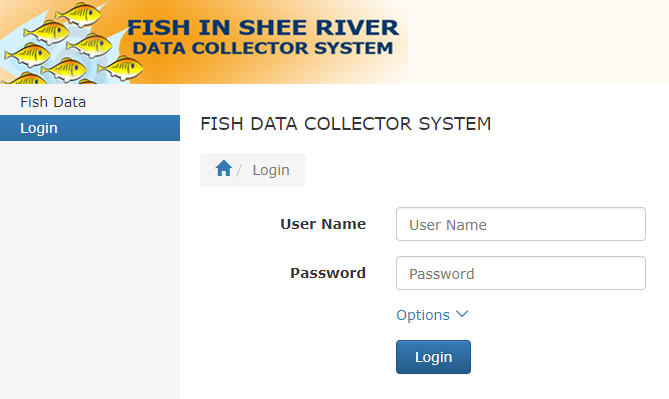 FISH IN SHEE RIVER
DATA COLLECTOR SYSTEM
Fish Data
Login
FISH DATA COLLECTOR SYSTEM
/ Login
User Name
User Name
Password
Password
Options
Login